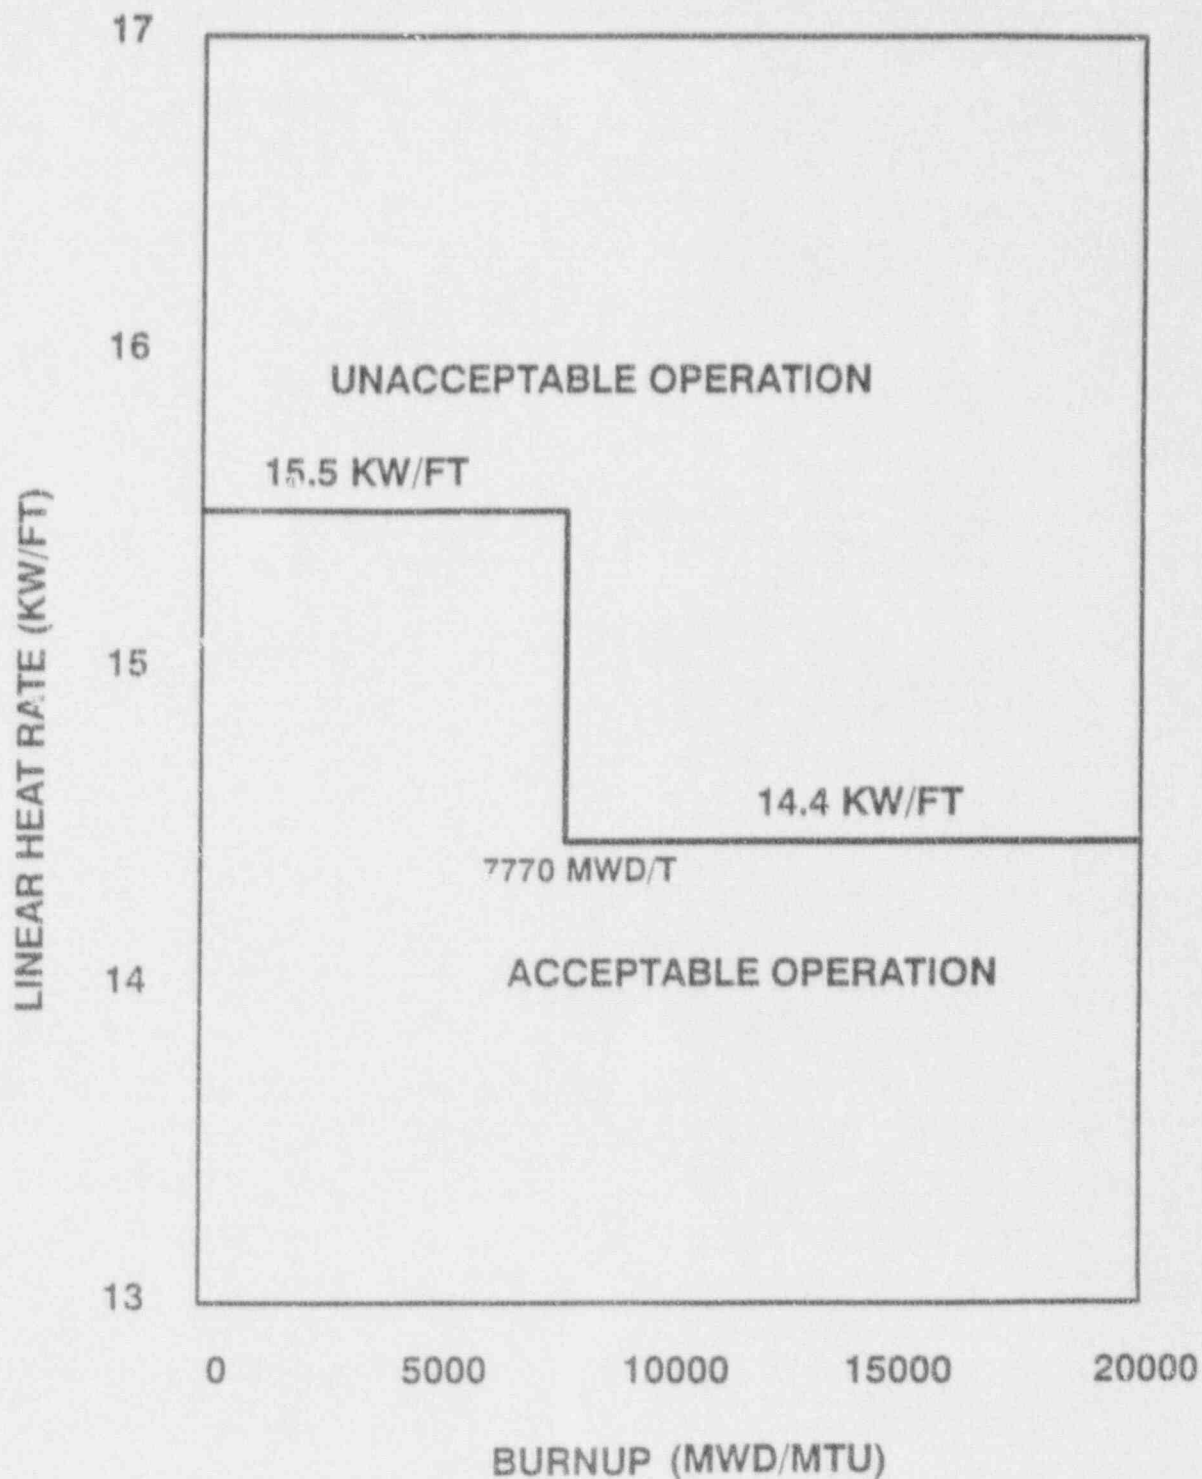 17
16
UNACCEPTABLE OPERATION
15.5 KW/FT
LINEAR HEAT RATE (KW/FT)
15
14.4 KW/FT
7770 MWD/T
14
ACCEPTABLE OPERATION
13
0 5000 10000 15000 20000
BURNUP (MWD/MTU)